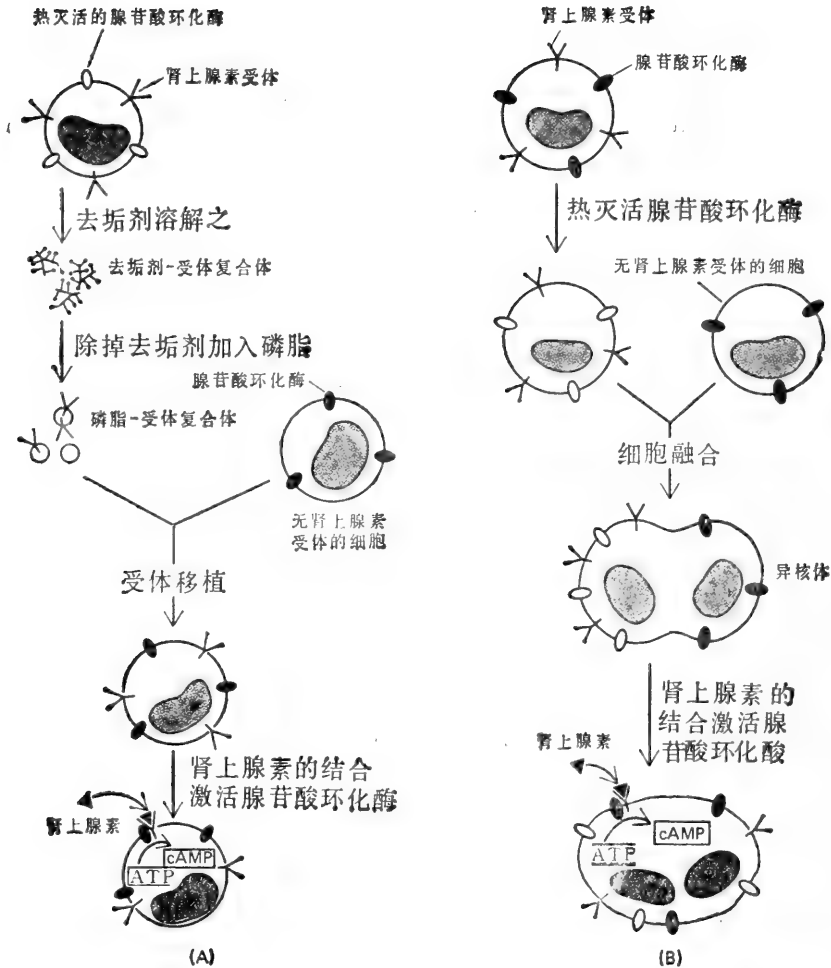 热灭活的腺苷酸环化酶
肾上腺素受体
去垢剂溶解之
去垢剂-受体复合体
除掉去垢剂加入磷脂
腺苷酸环化酶
磷脂-受体复合体
无肾上腺素
受体的细胞
受体移植
肾上腺素的结合
激活腺苷酸环化酶
肾上腺素
cAMP
ATP
(A)
肾上腺素受体
腺苷酸环化酶
热灭活腺苷酸环化酶
无肾上腺素受体的细胞
细胞融合
异核体
肾上腺素的
结合激活腺
苷酸环化酸
肾上腺素
cAMP
ATP
(B)